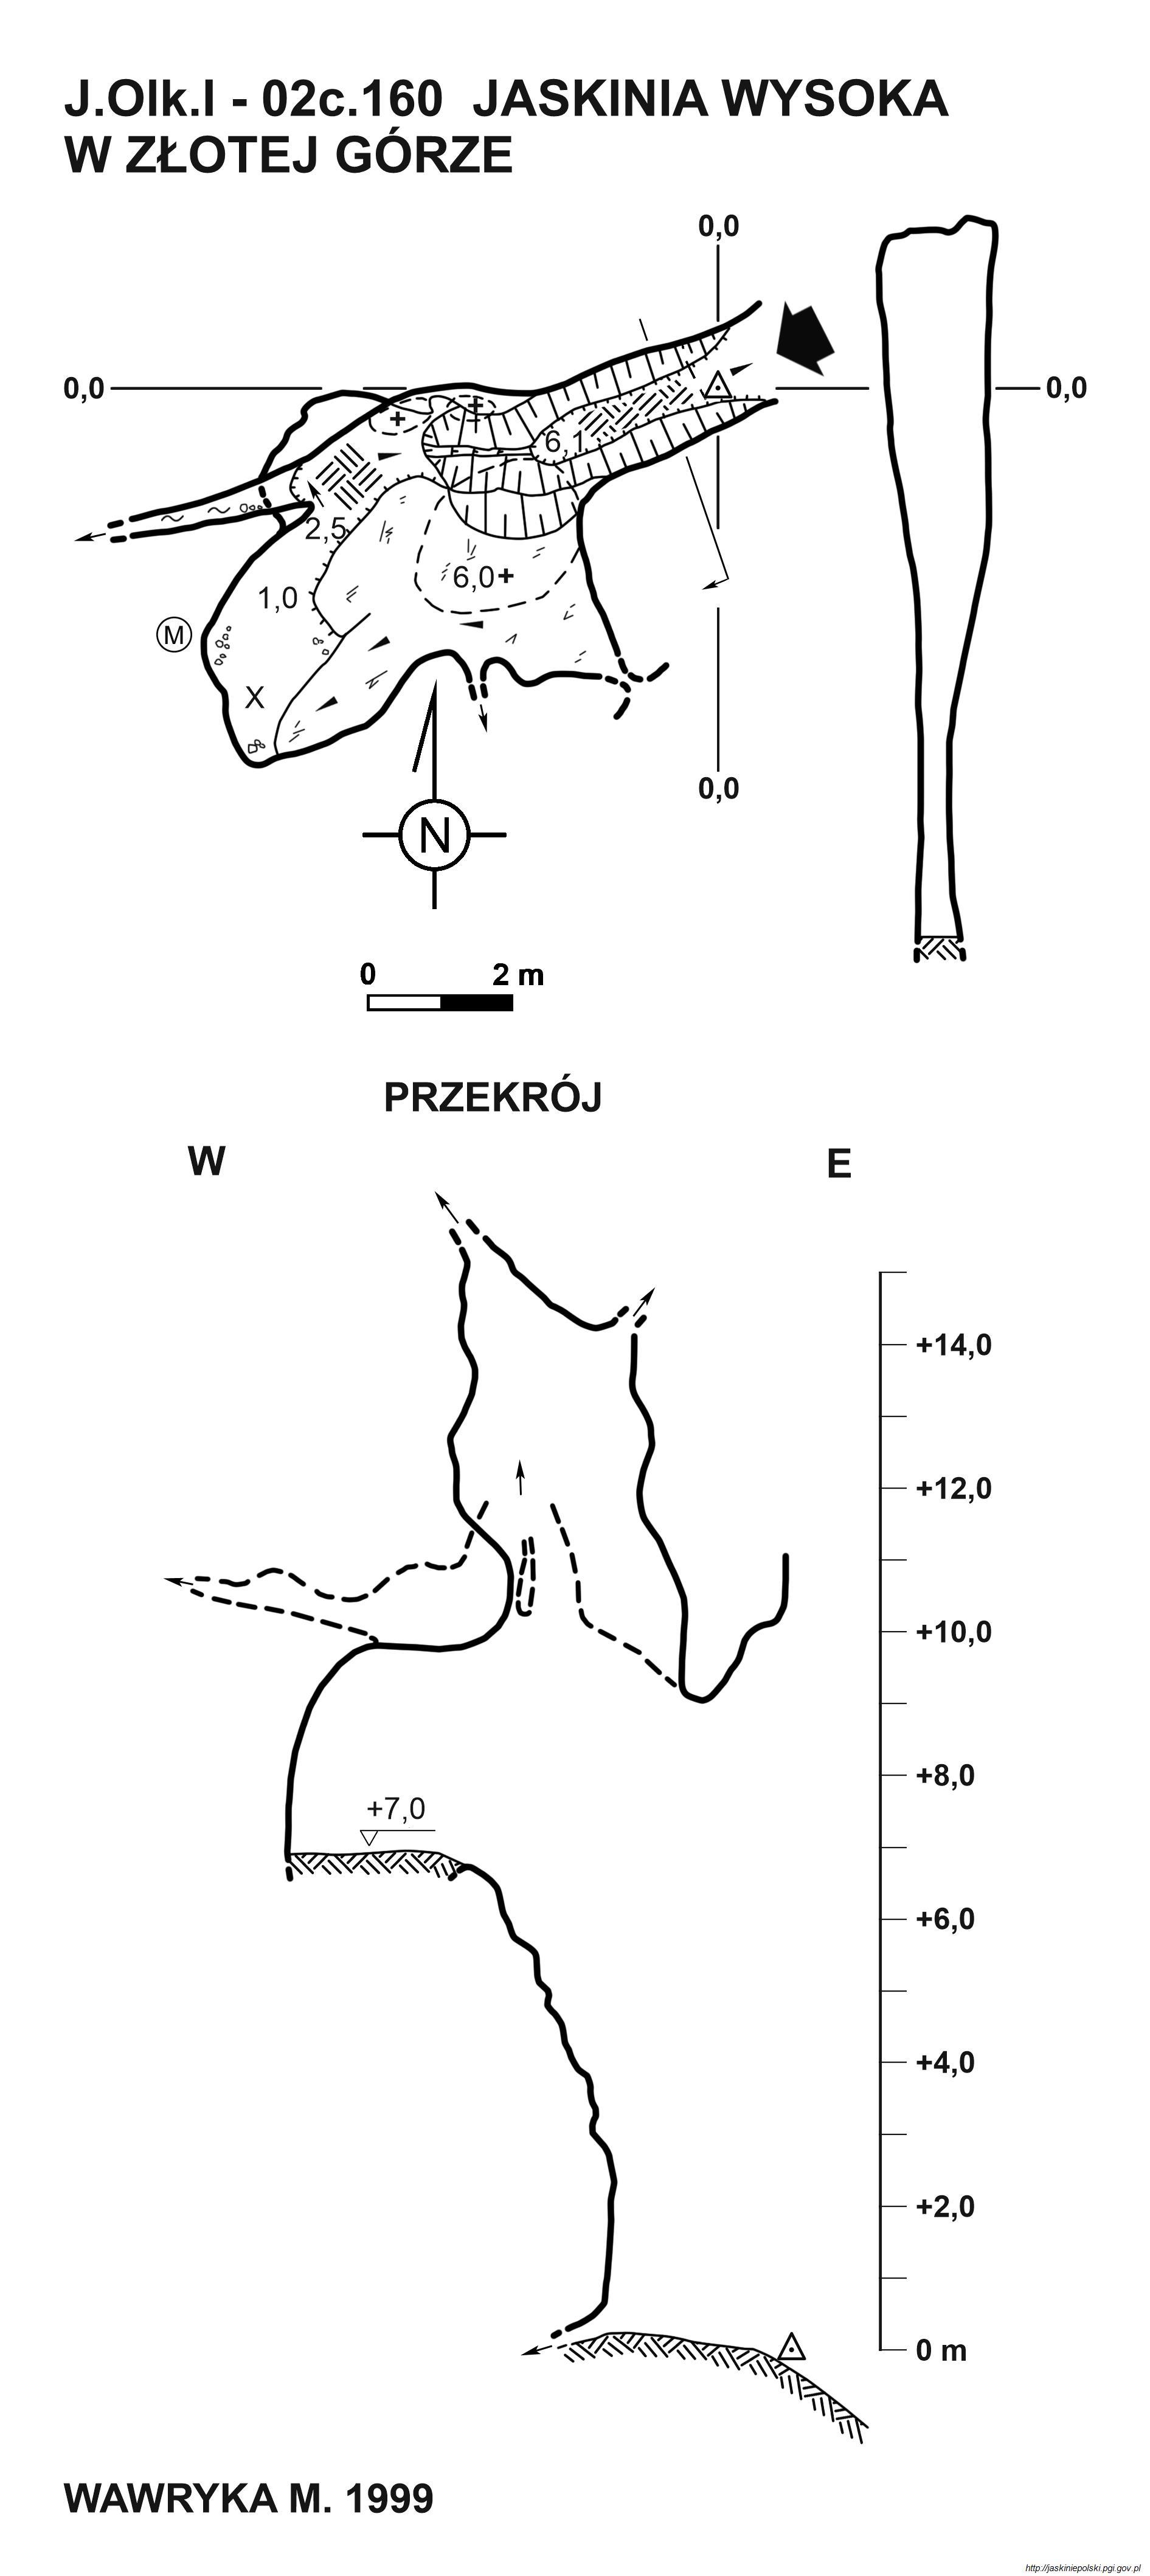 J.Olk.I - 02c.160 JASKINIA WYSOKA
W ZŁOTEJ GÓRZE
0,0
0,0
0,0
6,1
2,5
6,0+
1,0
M
X
0,0
N
0
2 m
PRZEKRÓJ
W
E
+14,0
+12,0
+10,0
+8,0
+7,0
+6,0
+4,0
+2,0
0 m
WAWRYKA M. 1999
http://jaskiniepolski.pgi.gov.pl